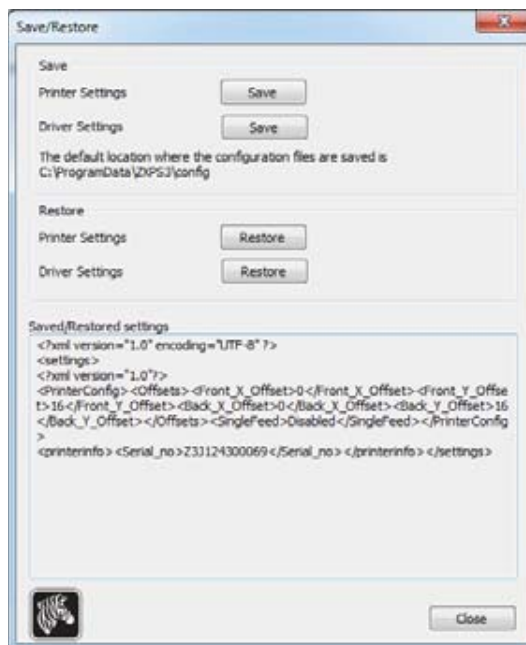 Save/Restore
Save
Printer Settings Save
Driver Settings Save
The default location where the configuration files are saved is
C:\ProgramData\ZXPSJ\config
Restore
Printer Settings Restore
Driver Settings Restore
Saved/Restored settings
<?xml version="1.0" encoding="UTF-8" ?>
<settings>
<?xml version="1.0"?>
<PrinterConfig><Offsets><Front_X_Offset>0</Front_X_Offset><Front_Y_Offse
t>16</Front_Y_Offset><Back_X_Offset>0</Back_X_Offset><Back_Y_Offset>16
</Back_Y_Offset></Offsets><SingleFeed>Disabled</SingleFeed></PrinterConfig
>
<printerinfo><Serial_no>Z3J124300069</Serial_no></printerinfo></settings>
Close